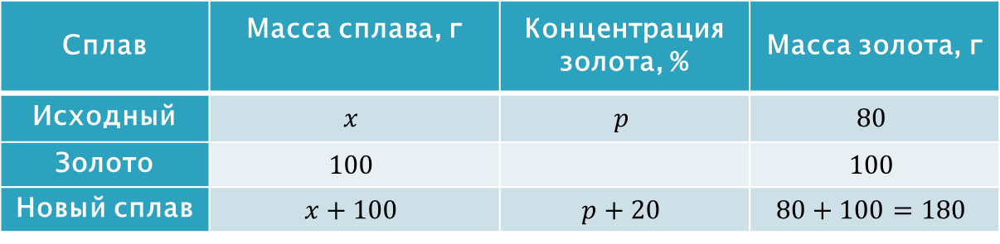 Сплав
Масса сплава, г
Концентрация
золота, %
Масса золота, г
Исходный
x
p
80
Золото
100
100
Новый сплав
x + 100
p + 20
80 + 100 = 180